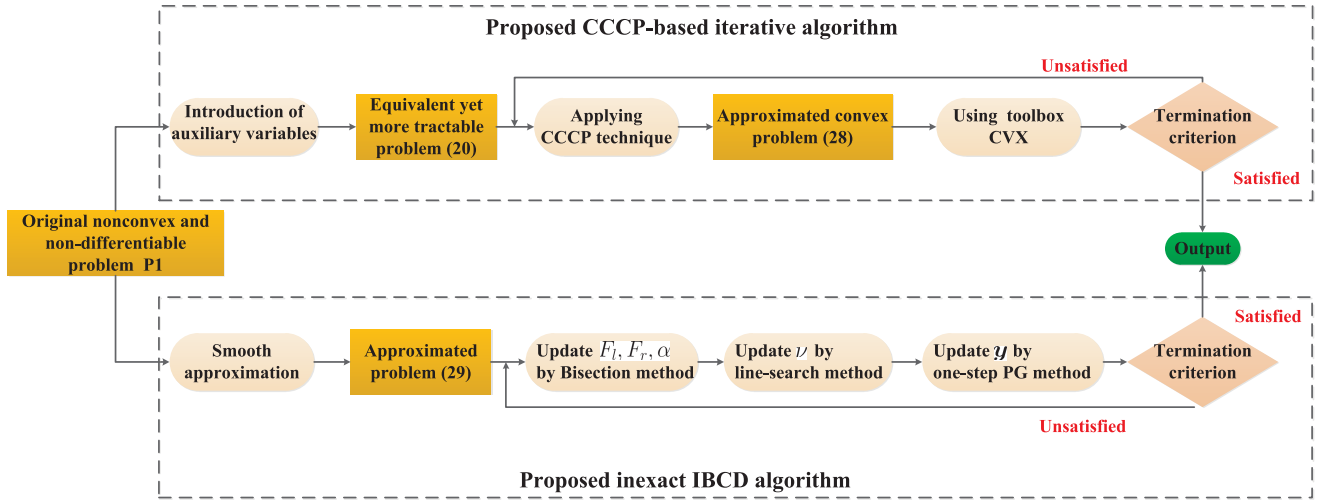 Proposed CCCP-based iterative algorithm
Unsatisfied
Introduction of
auxiliary variables
Equivalent yet
more tractable
problem (20)
Applying
CCCP technique
Approximated convex
problem (28)
Using toolbox
CVX
Termination
criterion
Satisfied
Original nonconvex and
non-differentiable
problem P1
Output
Satisfied
Smooth
approximation
Approximated
problem (29)
Update F_l, F_r, α
by Bisection method
Update ν by
line-search method
Update y by
one-step PG method
Termination
criterion
Unsatisfied
Proposed inexact IBCD algorithm